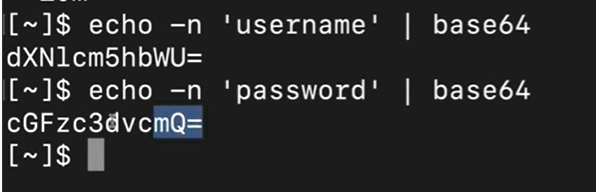 [~]$ echo -n 'username' | base64
dXNlcm5hbWU=
[~]$ echo -n 'password' | base64
cGFzc3dvcmQ=
[~]$